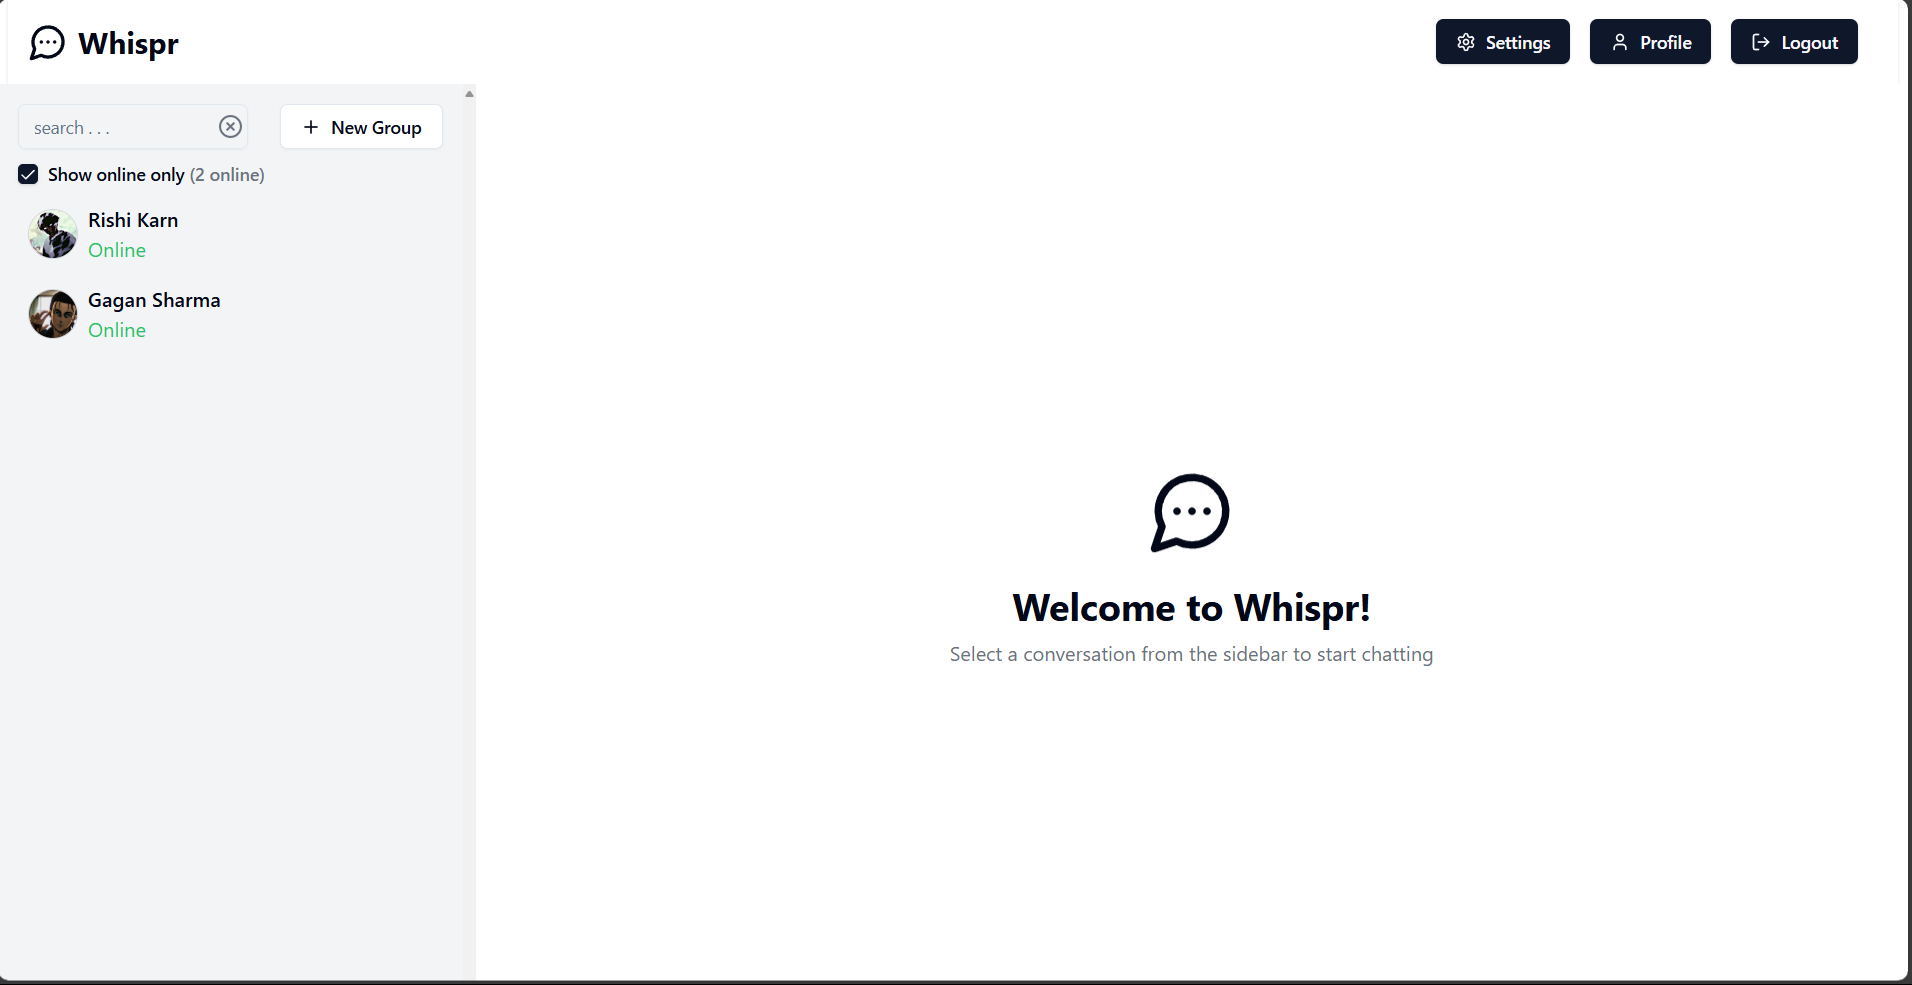 Whispr
Settings
Profile
Logout
search . . .
New Group
Show online only (2 online)
Rishi Karn
Online
Gagan Sharma
Online
Welcome to Whispr!
Select a conversation from the sidebar to start chatting